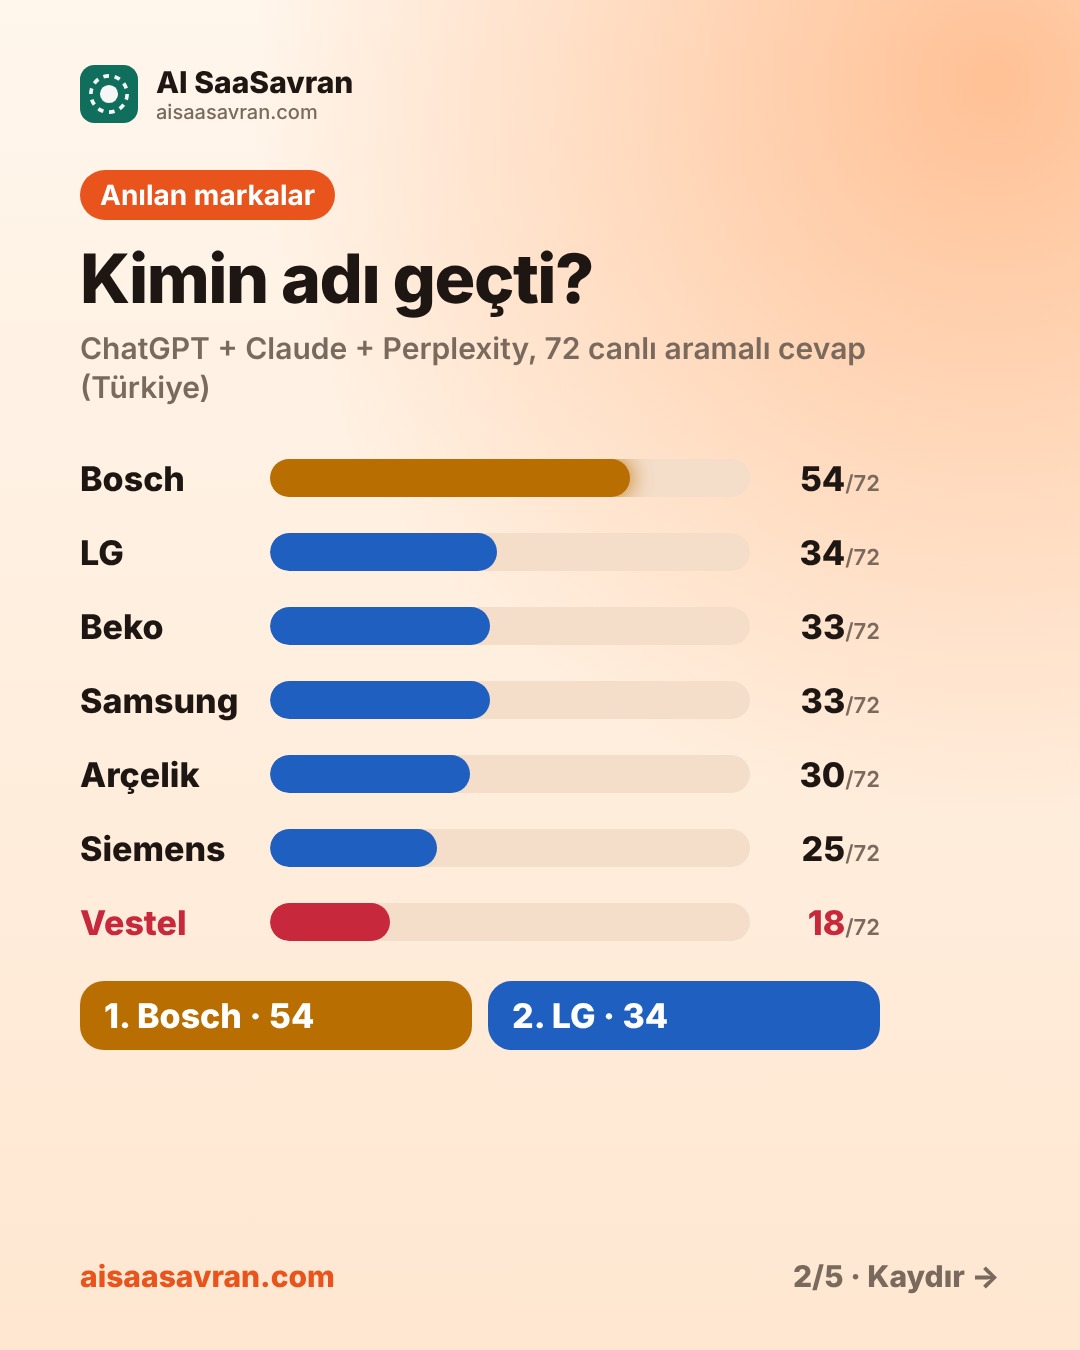 AI SaaSavran
aisaasavran.com
Anılan markalar
Kimin adı geçti?
ChatGPT + Claude + Perplexity, 72 canlı aramalı cevap
(Türkiye)
Bosch 54/72
LG 34/72
Beko 33/72
Samsung 33/72
Arçelik 30/72
Siemens 25/72
Vestel 18/72
1. Bosch · 54
2. LG · 34
aisaasavran.com
2/5 · Kaydır →